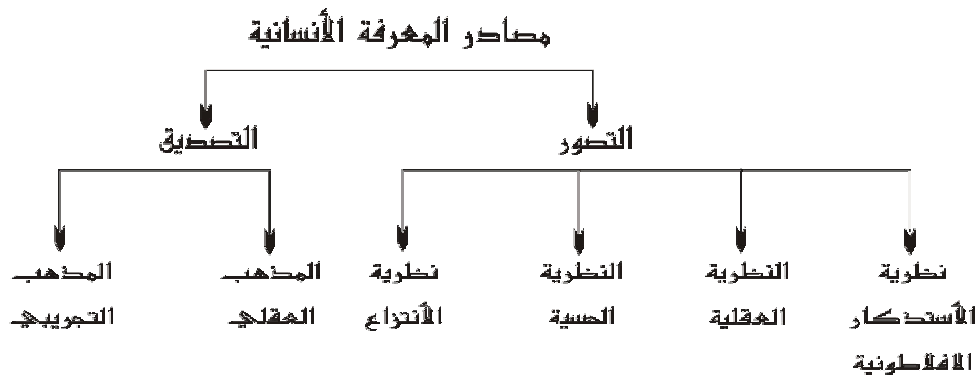 مصادر المعرفة الأنسانية
التصور
التصديق
نظرية
الأستذكار
الافلاطونية
النظرية
العقلية
النظرية
الحسية
نظرية
الأنتزاع
المذهب
العقلي
المذهب
التجريبي